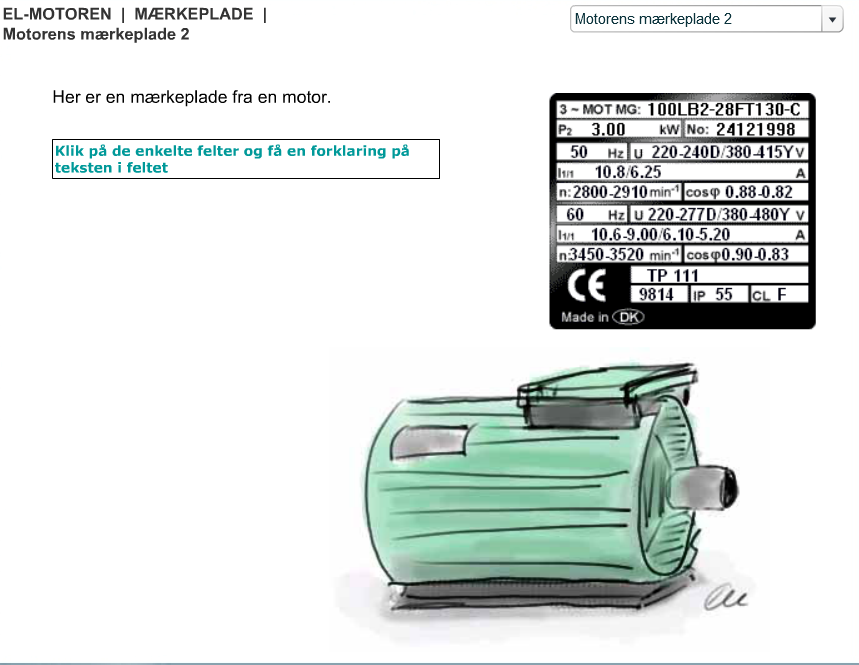 EL-MOTOREN | MÆRKEPLADE |
Motorens mærkeplade 2
Motorens mærkeplade 2
Her er en mærkeplade fra en motor.
Klik på de enkelte felter og få en forklaring på
teksten i feltet
3 ~ MOT MG: 100LB2-28FT130-C
P2 3.00 kW No: 24121998
50 Hz U 220-240D/380-415Y V
I1/1 10.8/6.25 A
n: 2800-2910 min-1 cosφ 0.88-0.82
60 Hz U 220-277D/380-480Y V
I1/1 10.6-9.00/6.10-5.20 A
n:3450-3520 min-1 cosφ0.90-0.83
CE TP 111
9814 IP 55 CL F
Made in DK